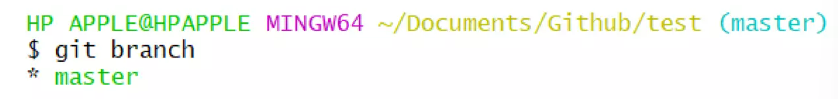 HP APPLE@HPAPPLE MINGW64 ~/Documents/Github/test (master)
$ git branch
* master